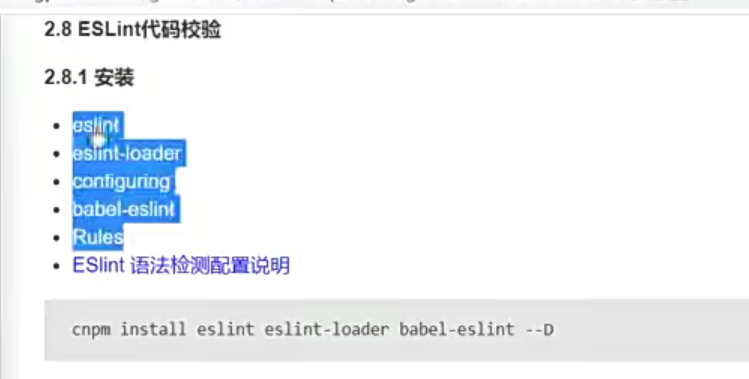 2.8 ESLint代码校验
2.8.1 安装
eslint
eslint-loader
configuring
babel-eslint
Rules
ESlint 语法检测配置说明
cnpm install eslint eslint-loader babel-eslint --D